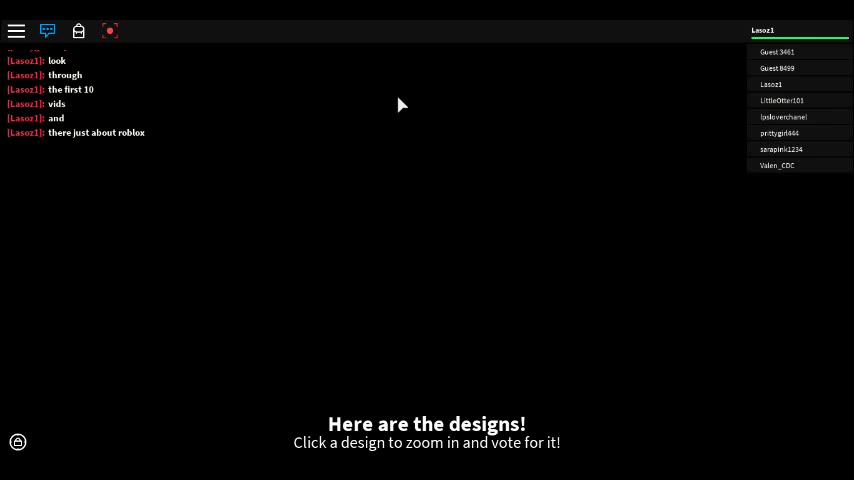 Lasoz1
[Lasoz1]: look
[Lasoz1]: through
[Lasoz1]: the first 10
[Lasoz1]: vids
[Lasoz1]: and
[Lasoz1]: there just about roblox
Guest 3461
Guest 8499
Lasoz1
LittleOtter101
lpsloverchanel
prittygirl444
sarapink1234
Valen_CDC
Here are the designs!
Click a design to zoom in and vote for it!